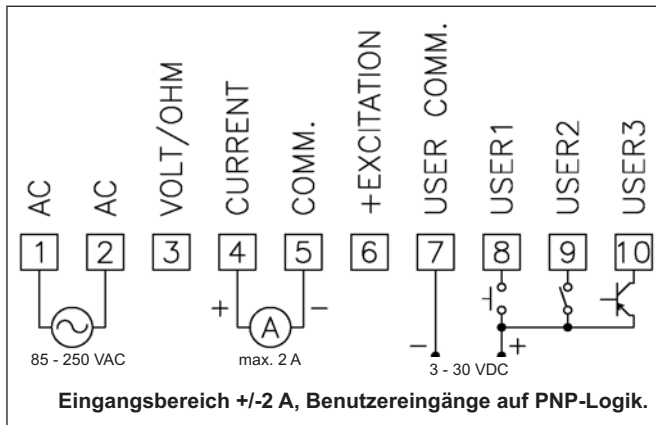 AC
AC
VOLT/OHM
CURRENT
COMM.
+EXCITATION
USER COMM.
USER1
USER2
USER3
1 2 3 4 5 6 7 8 9 10
+ A −
85 - 250 VAC
max. 2 A
− +
3 - 30 VDC
Eingangsbereich +/-2 A, Benutzereingänge auf PNP-Logik.